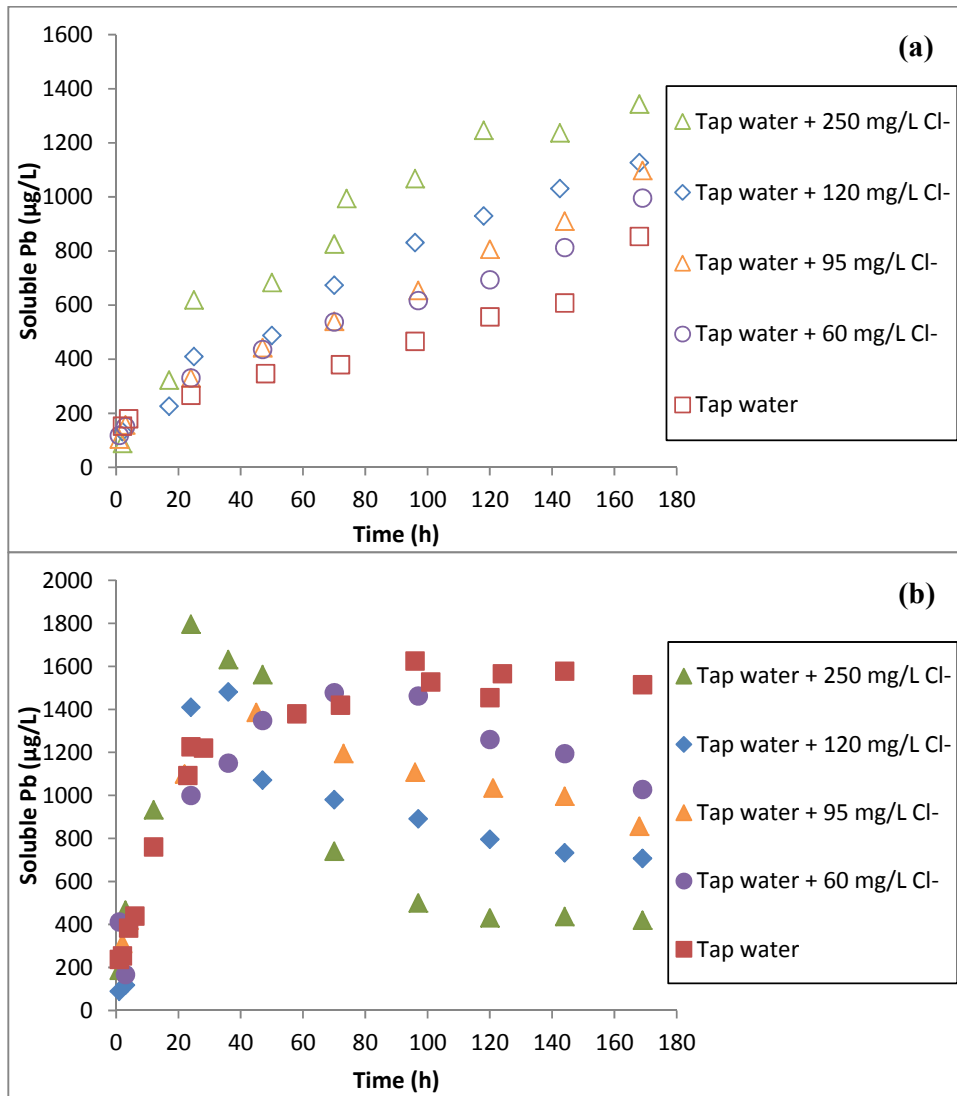 (a)
Soluble Pb (µg/L)
1600
1400
1200
1000
800
600
400
200
0
0 20 40 60 80 100 120 140 160 180
Time (h)
Tap water + 250 mg/L Cl-
Tap water + 120 mg/L Cl-
Tap water + 95 mg/L Cl-
Tap water + 60 mg/L Cl-
Tap water
(b)
Soluble Pb (µg/L)
2000
1800
1600
1400
1200
1000
800
600
400
200
0
0 20 40 60 80 100 120 140 160 180
Time (h)
Tap water + 250 mg/L Cl-
Tap water + 120 mg/L Cl-
Tap water + 95 mg/L Cl-
Tap water + 60 mg/L Cl-
Tap water